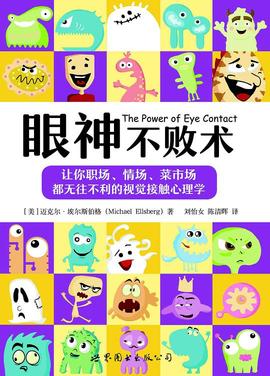 The Power of Eye Contact
眼神不败术
让你职场、情场、菜市场
都无往不利的视觉接触心理学
[美] 迈克尔·埃尔斯伯格 (Michael Ellsberg) 著 刘怡女 陈清晖 译
世界图书出版公司